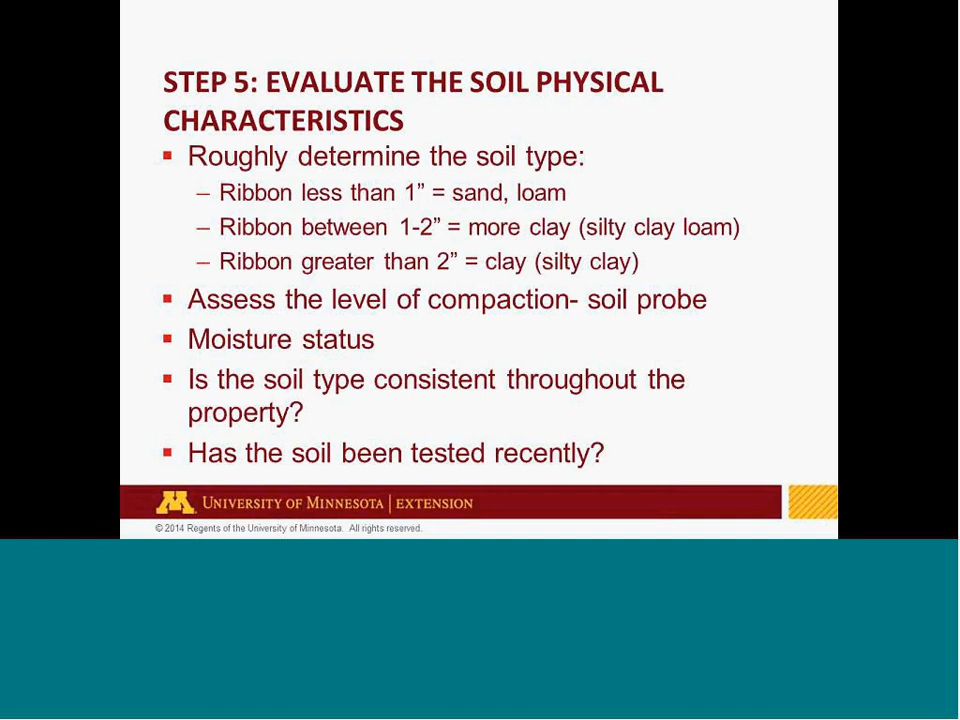 STEP 5: EVALUATE THE SOIL PHYSICAL
CHARACTERISTICS
▪ Roughly determine the soil type:
– Ribbon less than 1” = sand, loam
– Ribbon between 1-2” = more clay (silty clay loam)
– Ribbon greater than 2” = clay (silty clay)
▪ Assess the level of compaction- soil probe
▪ Moisture status
▪ Is the soil type consistent throughout the
property?
▪ Has the soil been tested recently?
M UNIVERSITY OF MINNESOTA | EXTENSION
© 2014 Regents of the University of Minnesota. All rights reserved.